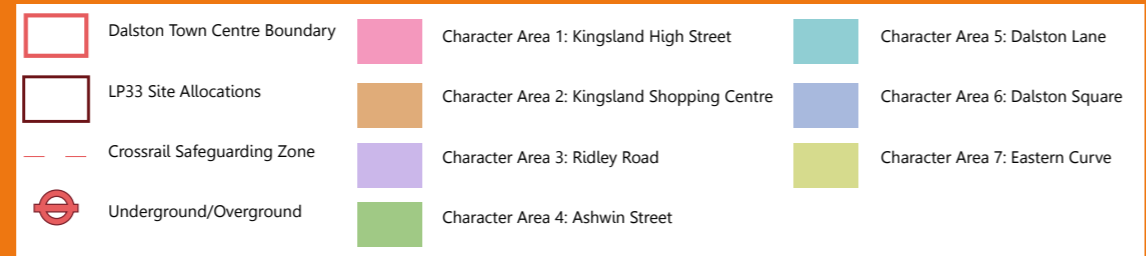 Dalston Town Centre Boundary
LP33 Site Allocations
Crossrail Safeguarding Zone
Underground/Overground
Character Area 1: Kingsland High Street
Character Area 2: Kingsland Shopping Centre
Character Area 3: Ridley Road
Character Area 4: Ashwin Street
Character Area 5: Dalston Lane
Character Area 6: Dalston Square
Character Area 7: Eastern Curve